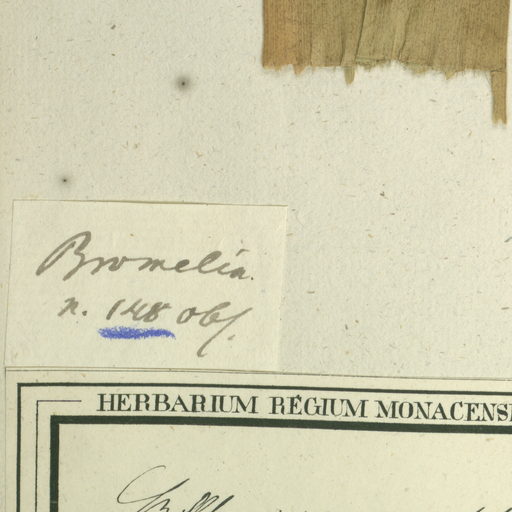 Bromelia.
n. 148 obs.
HERBARIUM REGIUM MONACENS